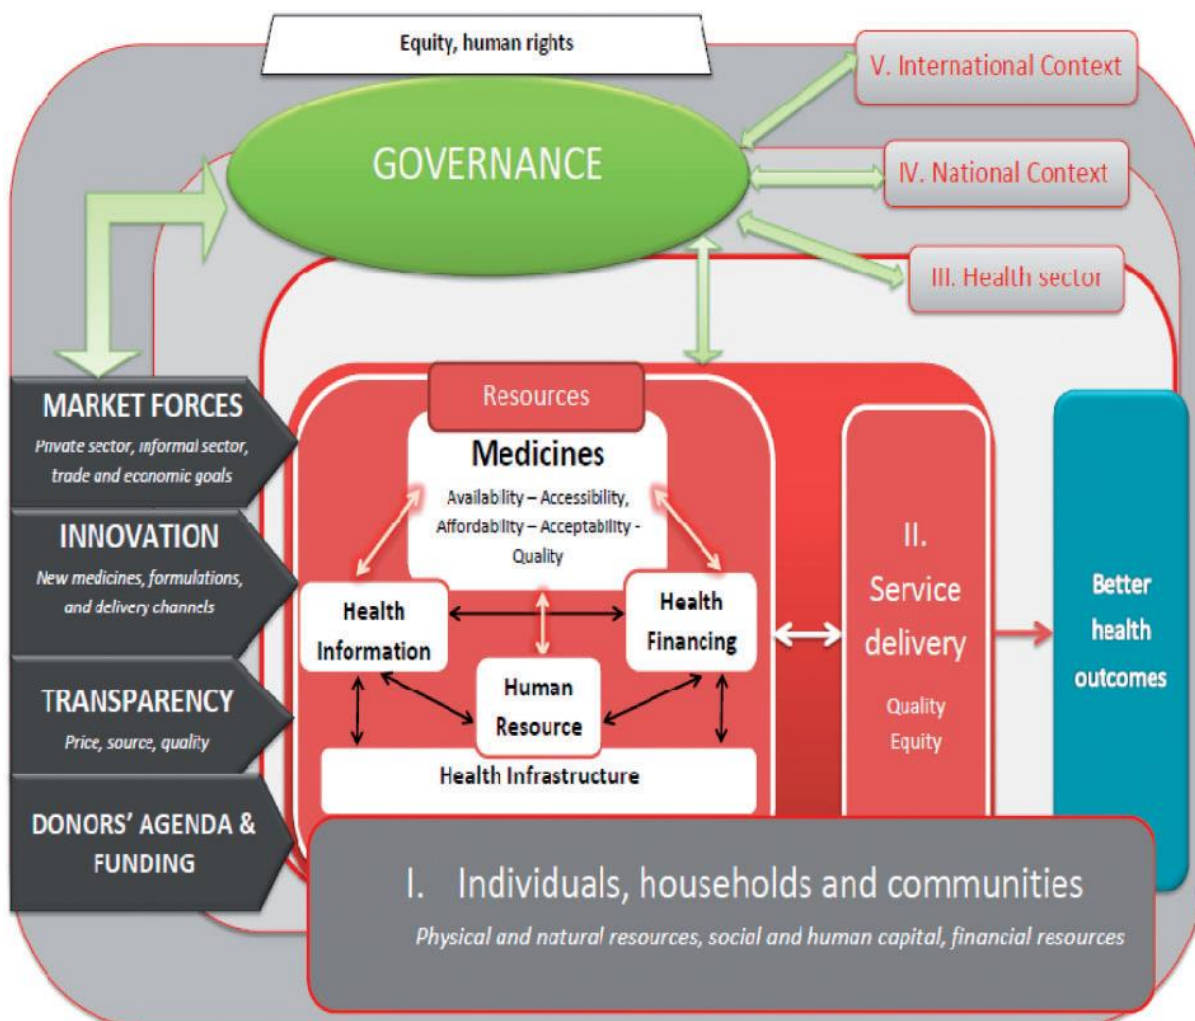 Equity, human rights
GOVERNANCE
V. International Context
IV. National Context
III. Health sector
MARKET FORCES
Private sector, informal sector,
trade and economic goals
INNOVATION
New medicines, formulations,
and delivery channels
TRANSPARENCY
Price, source, quality
DONORS’ AGENDA &
FUNDING
Resources
Medicines
Availability – Accessibility,
Affordability – Acceptability -
Quality
Health
Information
Health
Financing
Human
Resource
Health Infrastructure
II.
Service
delivery
Quality
Equity
Better
health
outcomes
I. Individuals, households and communities
Physical and natural resources, social and human capital, financial resources